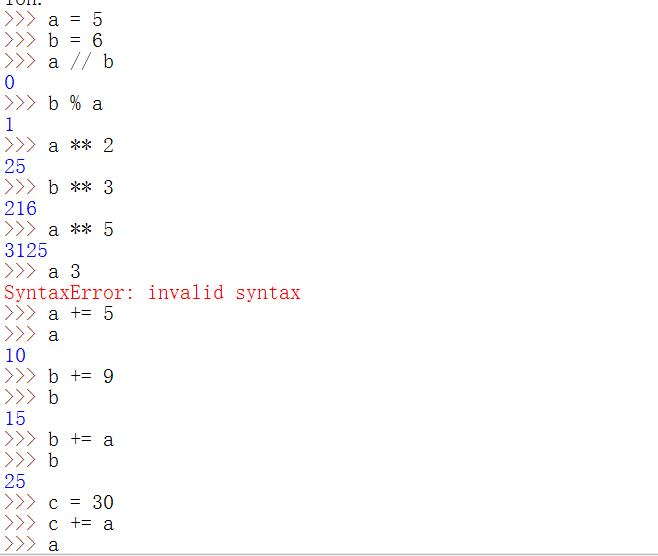 >>> a = 5
>>> b = 6
>>> a // b
0
>>> b % a
1
>>> a ** 2
25
>>> b ** 3
216
>>> a ** 5
3125
>>> a 3
SyntaxError: invalid syntax
>>> a += 5
>>> a
10
>>> b += 9
>>> b
15
>>> b += a
>>> b
25
>>> c = 30
>>> c += a
>>> a